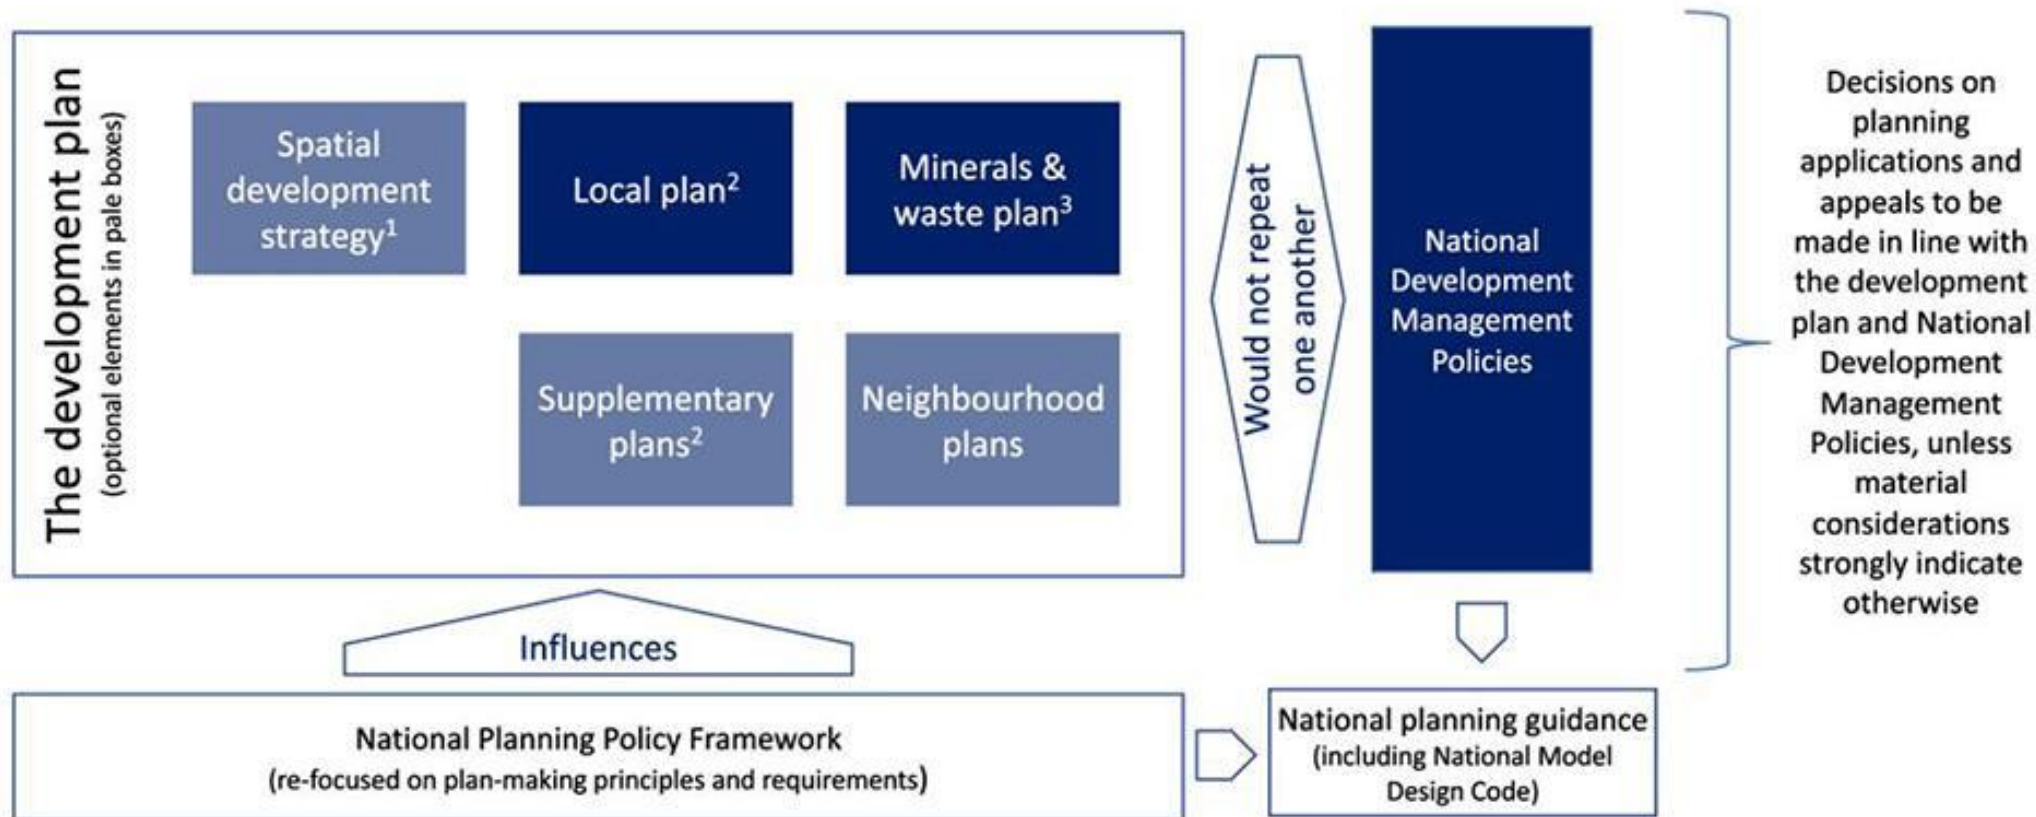 The development plan
(optional elements in pale boxes)
Spatial
development
strategy¹
Local plan²
Minerals &
waste plan³
Supplementary
plans²
Neighbourhood
plans
Would not repeat
one another
National
Development
Management
Policies
Decisions on
planning
applications and
appeals to be
made in line with
the development
plan and National
Development
Management
Policies, unless
material
considerations
strongly indicate
otherwise
Influences
National Planning Policy Framework
(re-focused on plan-making principles and requirements)
National planning guidance
(including National Model
Design Code)